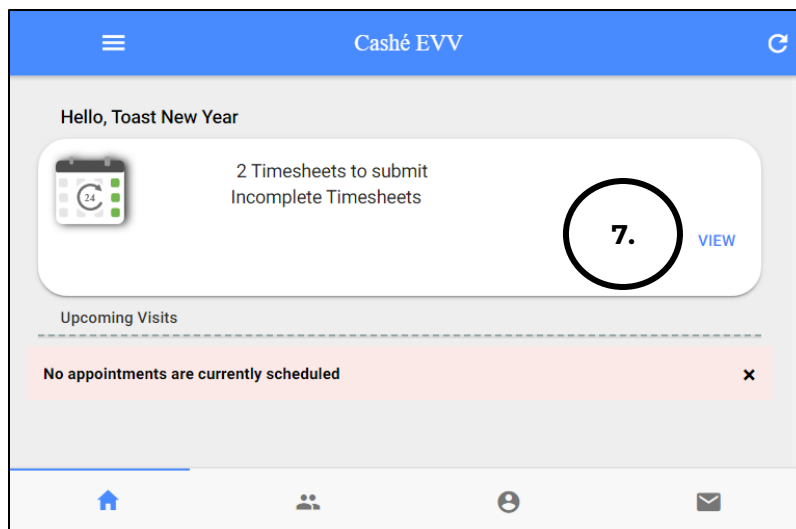 Cashé EVV
Hello, Toast New Year
24
2 Timesheets to submit
Incomplete Timesheets
7.
VIEW
Upcoming Visits
No appointments are currently scheduled